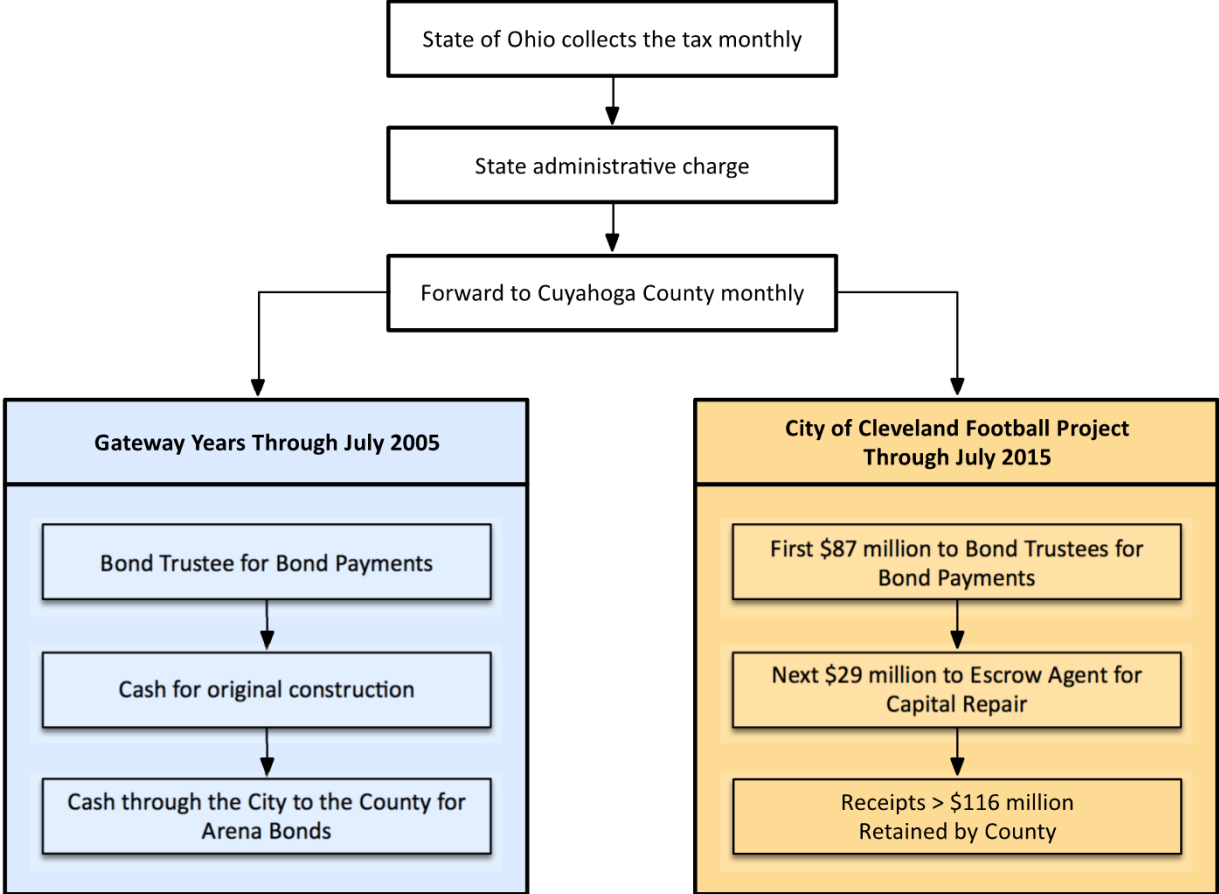 State of Ohio collects the tax monthly
State administrative charge
Forward to Cuyahoga County monthly
Gateway Years Through July 2005
Bond Trustee for Bond Payments
Cash for original construction
Cash through the City to the County for
Arena Bonds
City of Cleveland Football Project
Through July 2015
First $87 million to Bond Trustees for
Bond Payments
Next $29 million to Escrow Agent for
Capital Repair
Receipts > $116 million
Retained by County